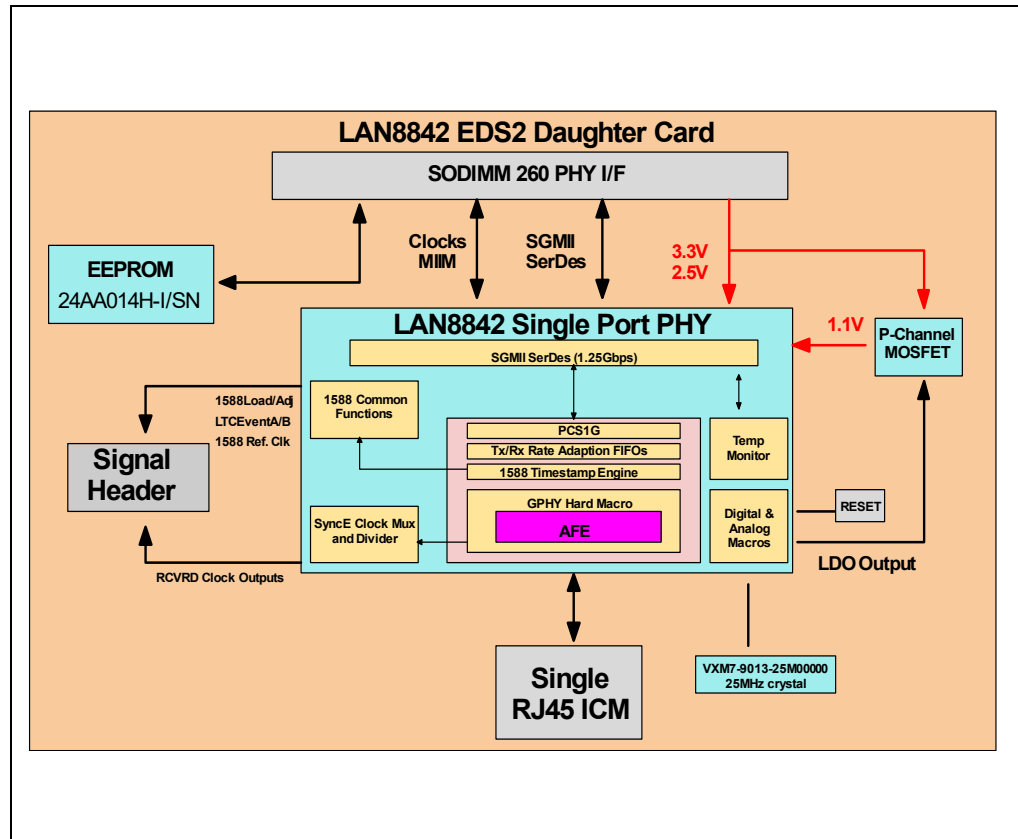 LAN8842 EDS2 Daughter Card
SODIMM 260 PHY I/F
Clocks
MIIM
SGMII
SerDes
3.3V
2.5V
EEPROM
24AA014H-I/SN
LAN8842 Single Port PHY
1.1V
P-Channel
MOSFET
SGMII SerDes (1.25Gbps)
1588Load/Adj
LTCEventA/B
1588 Ref. Clk
1588 Common
Functions
PCS1G
Tx/Rx Rate Adaption FIFOs
1588 Timestamp Engine
Temp
Monitor
Signal
Header
GPHY Hard Macro
AFE
SyncE Clock Mux
and Divider
Digital &
Analog
Macros
RESET
LDO Output
RCVRD Clock Outputs
Single
RJ45 ICM
VXM7-9013-25M00000
25MHz crystal